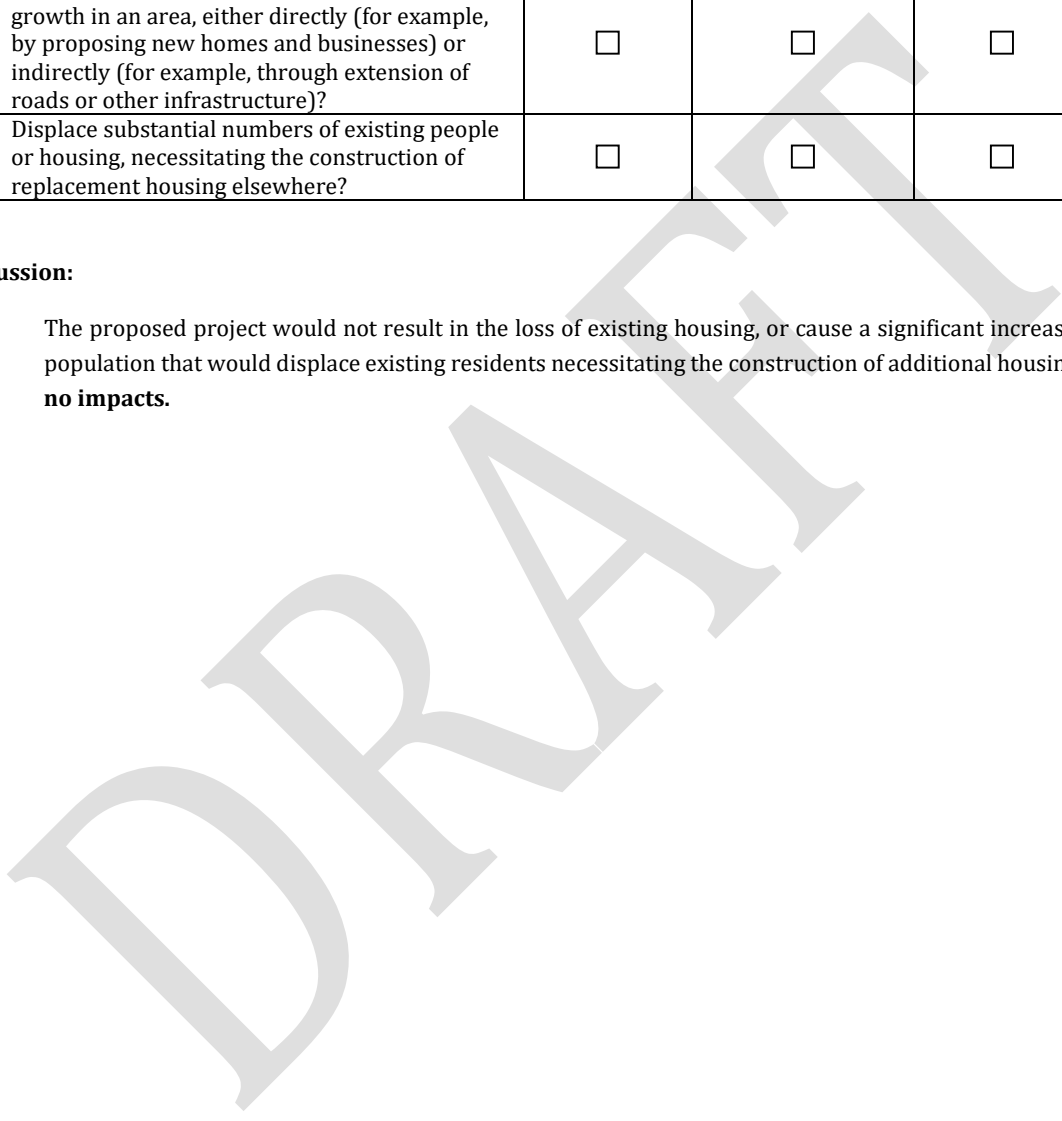 growth in an area, either directly (for example,
by proposing new homes and businesses) or
indirectly (for example, through extension of
roads or other infrastructure)?
☐ ☐ ☐
Displace substantial numbers of existing people
or housing, necessitating the construction of
replacement housing elsewhere?
☐ ☐ ☐
ussion:
The proposed project would not result in the loss of existing housing, or cause a significant increas
population that would displace existing residents necessitating the construction of additional housin
no impacts.
DRAFT